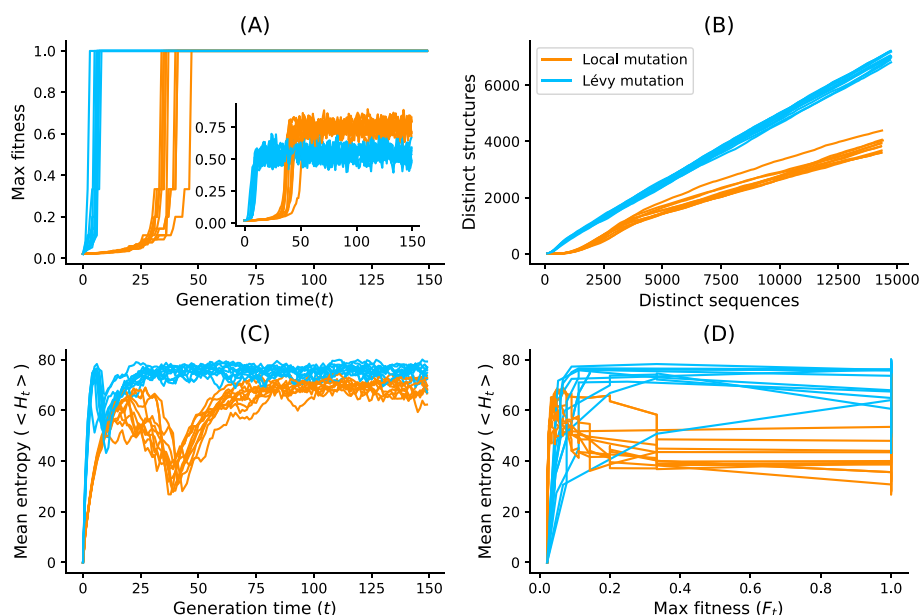 (A)
Max fitness
1.0
0.8
0.6
0.4
0.2
0.0
0.75
0.50
0.25
0.00
0 50 100 150
0 25 50 75 100 125 150
Generation time(t)
(B)
Distinct structures
6000
4000
2000
0
Local mutation
Lévy mutation
0 2500 5000 7500 10000 12500 15000
Distinct sequences
(C)
Mean entropy ( < H_t > )
80
60
40
20
0
0 25 50 75 100 125 150
Generation time (t)
(D)
Mean entropy ( < H_t > )
80
60
40
20
0
0.0 0.2 0.4 0.6 0.8 1.0
Max fitness (F_t)